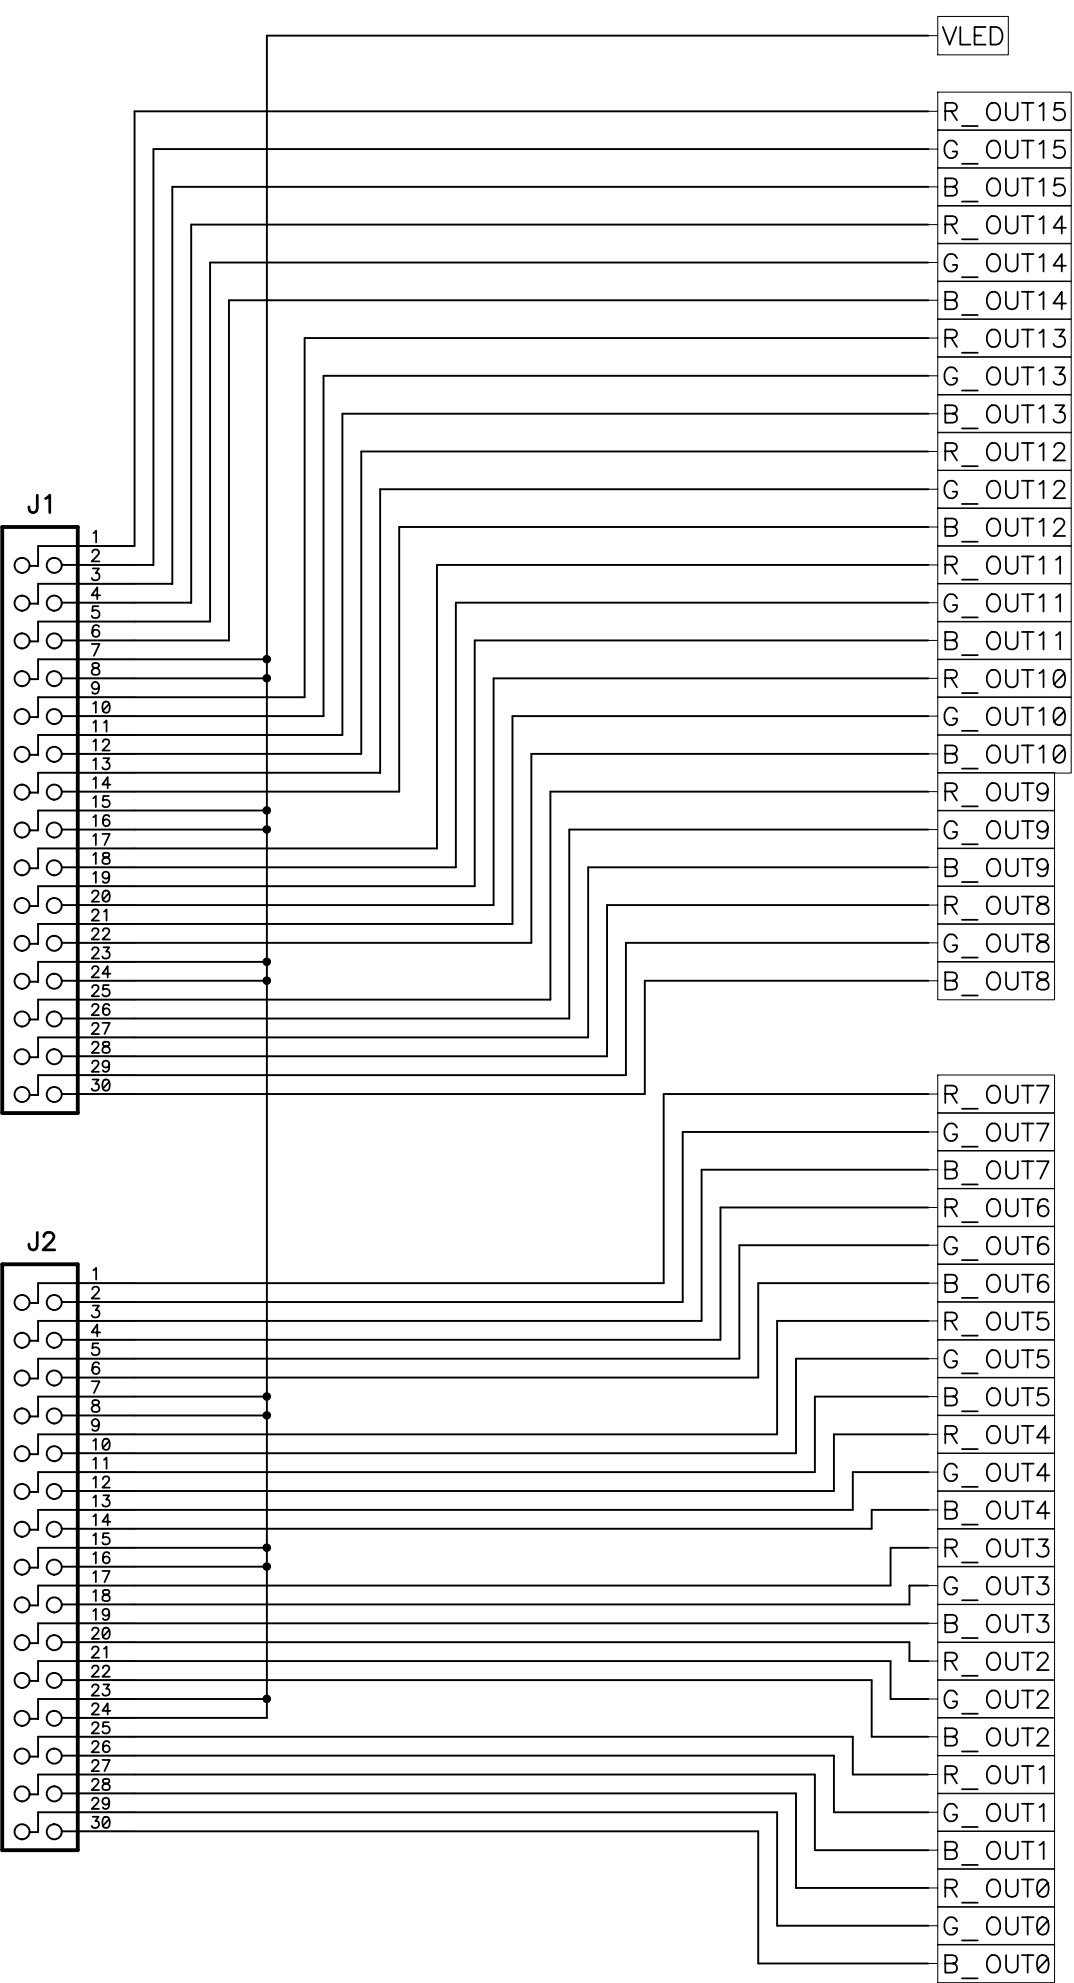 VLED
R_OUT15
G_OUT15
B_OUT15
R_OUT14
G_OUT14
B_OUT14
R_OUT13
G_OUT13
B_OUT13
R_OUT12
G_OUT12
B_OUT12
R_OUT11
G_OUT11
B_OUT11
R_OUT10
G_OUT10
B_OUT10
R_OUT9
G_OUT9
B_OUT9
R_OUT8
G_OUT8
B_OUT8
J1
1
2
3
4
5
6
7
8
9
10
11
12
13
14
15
16
17
18
19
20
21
22
23
24
25
26
27
28
29
30
R_OUT7
G_OUT7
B_OUT7
R_OUT6
G_OUT6
B_OUT6
R_OUT5
G_OUT5
B_OUT5
R_OUT4
G_OUT4
B_OUT4
R_OUT3
G_OUT3
B_OUT3
R_OUT2
G_OUT2
B_OUT2
R_OUT1
G_OUT1
B_OUT1
R_OUT0
G_OUT0
B_OUT0
J2
1
2
3
4
5
6
7
8
9
10
11
12
13
14
15
16
17
18
19
20
21
22
23
24
25
26
27
28
29
30